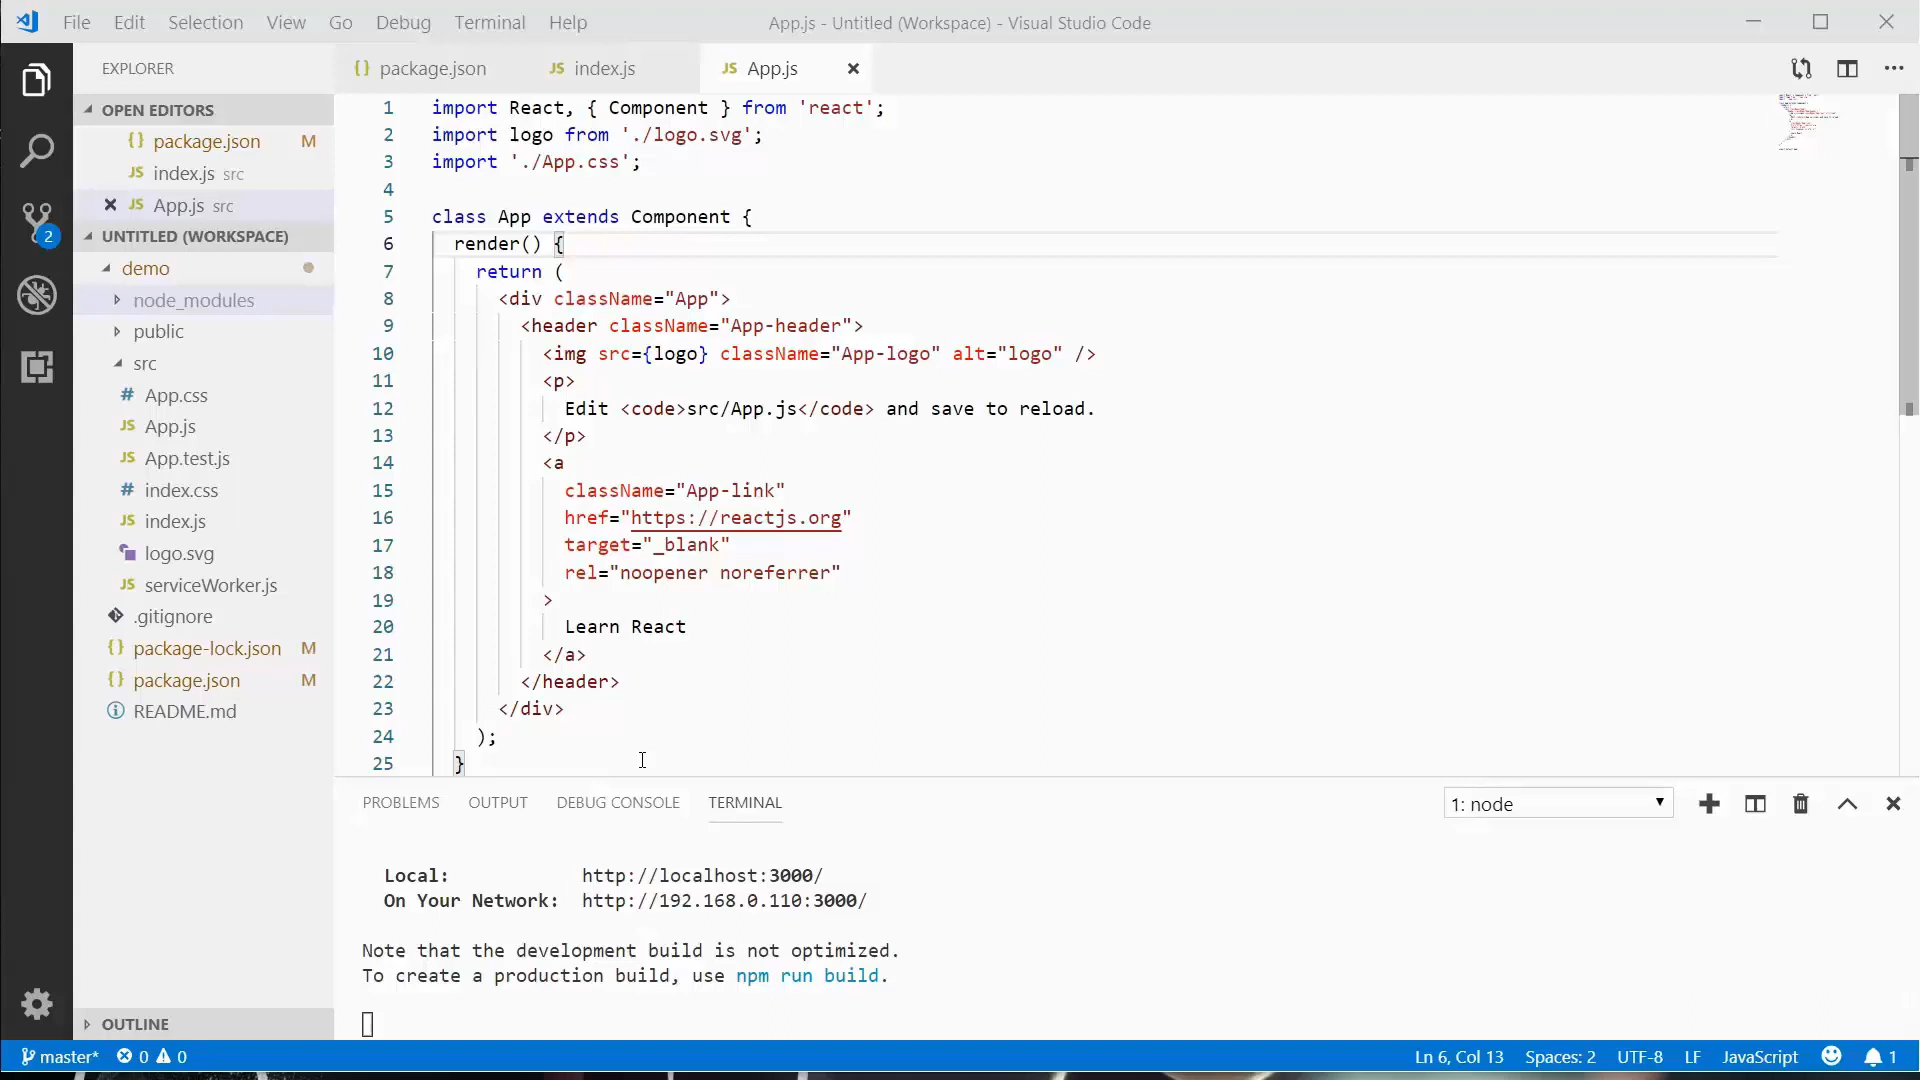 File Edit Selection View Go Debug Terminal Help
App.js - Untitled (Workspace) - Visual Studio Code
EXPLORER
OPEN EDITORS
{} package.json M
JS index.js src
JS App.js src
UNTITLED (WORKSPACE)
demo
node_modules
public
src
# App.css
JS App.js
JS App.test.js
# index.css
JS index.js
logo.svg
JS serviceWorker.js
.gitignore
{} package-lock.json M
{} package.json M
README.md
OUTLINE
2
{} package.json JS index.js JS App.js
1 import React, { Component } from 'react';
2 import logo from './logo.svg';
3 import './App.css';
4
5 class App extends Component {
6 render() {
7 return (
8 <div className="App">
9 <header className="App-header">
10 <img src={logo} className="App-logo" alt="logo" />
11 <p>
12 Edit <code>src/App.js</code> and save to reload.
13 </p>
14 <a
15 className="App-link"
16 href="https://reactjs.org"
17 target="_blank"
18 rel="noopener noreferrer"
19 >
20 Learn React
21 </a>
22 </header>
23 </div>
24 );
25 }
PROBLEMS OUTPUT DEBUG CONSOLE TERMINAL
1: node
Local: http://localhost:3000/
On Your Network: http://192.168.0.110:3000/
Note that the development build is not optimized.
To create a production build, use npm run build.
master* 0 0
Ln 6, Col 13 Spaces: 2 UTF-8 LF JavaScript 1